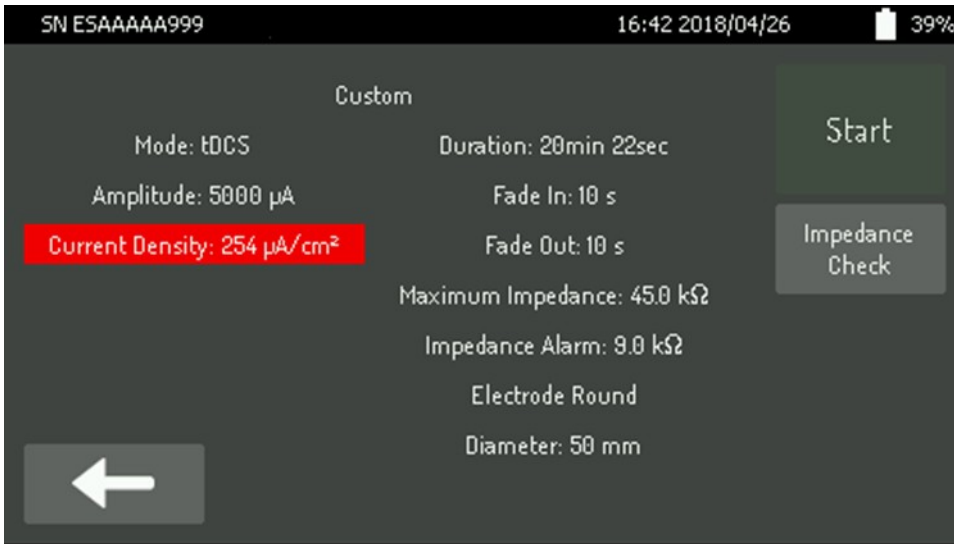 SN ESAAAAA999
16:42 2018/04/26
39%
Custom
Mode: tDCS
Amplitude: 5000 µA
Current Density: 254 µA/cm²
Duration: 20min 22sec
Fade In: 10 s
Fade Out: 10 s
Maximum Impedance: 45.0 kΩ
Impedance Alarm: 9.0 kΩ
Electrode Round
Diameter: 50 mm
Start
Impedance
Check